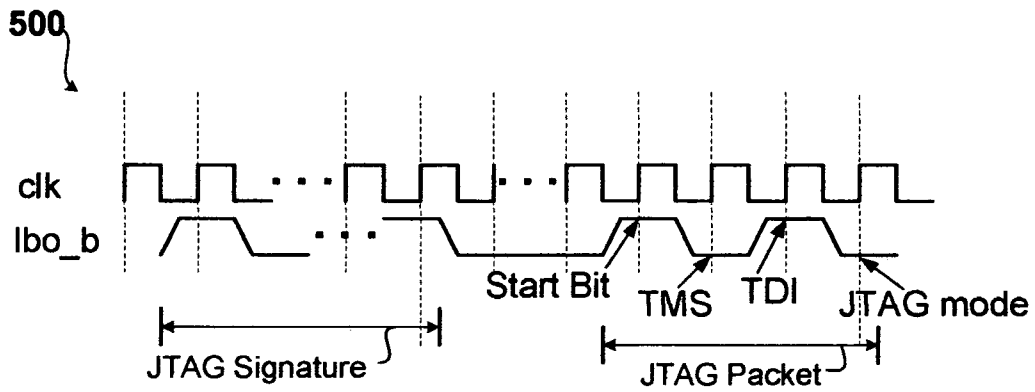 500
clk
lbo_b
Start Bit
TMS
TDI
JTAG mode
JTAG Signature
JTAG Packet